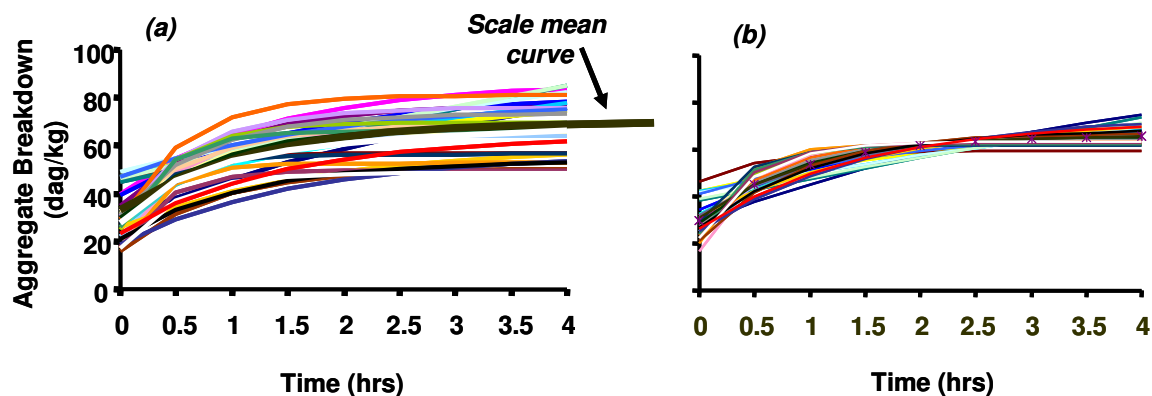 (a)
Scale mean
curve
(b)
Aggregate Breakdown
(dag/kg)
100
80
60
40
20
0
0 0.5 1 1.5 2 2.5 3 3.5 4
0 0.5 1 1.5 2 2.5 3 3.5 4
Time (hrs)
Time (hrs)